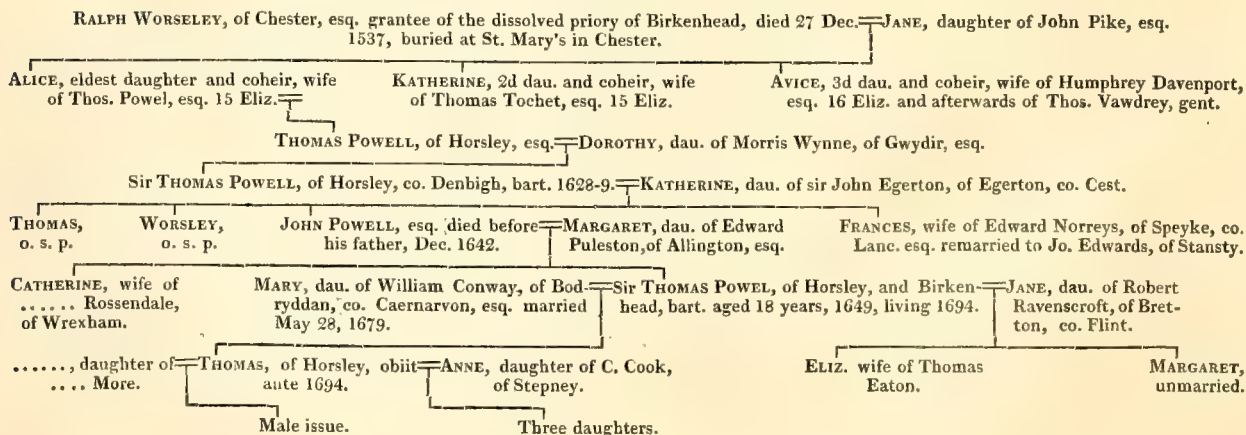 RALPH WORSELEY, of Chester, esq. grantee of the dissolved priory of Birkenhead, died 27 Dec. JANE, daughter of John Pike, esq.
1537, buried at St. Mary's in Chester.
ALICE, eldest daughter and coheir, wife
of Thos. Powel, esq. 15 Eliz.
KATHERINE, 2d dau. and coheir, wife
of Thomas Tochet, esq. 15 Eliz.
AVICE, 3d dau. and coheir, wife of Humphrey Davenport,
esq. 16 Eliz. and afterwards of Thos. Vawdrey, gent.
THOMAS POWELL, of Horsley, esq. DOROTHY, dau. of Morris Wynne, of Gwydir, esq.
Sir THOMAS POWELL, of Horsley, co. Denbigh, bart. 1628-9. KATHERINE, dau. of sir John Egerton, of Egerton, co. Cest.
THOMAS,
o. s. p.
WORSLEY,
o. s. p.
JOHN POWELL, esq. died before
his father, Dec. 1642.
MARGARET, dau. of Edward
Puleston, of Allington, esq.
FRANCES, wife of Edward Norreys, of Speyke, co.
Lanc. esq. remarried to Jo. Edwards, of Stansty.
CATHERINE, wife of
...... Rossendale,
of Wrexham.
MARY, dau. of William Conway, of Bod-
ryddan, co. Caernarvon, esq. married
May 28, 1679.
Sir THOMAS POWEL, of Horsley, and Birken-
head, bart. aged 18 years, 1649, living 1694.
JANE, dau. of Robert
Ravenscroft, of Bret-
ton, co. Flint.
......, daughter of
.... More.
THOMAS, of Horsley, obiit
ante 1694.
ANNE, daughter of C. Cook,
of Stepney.
ELIZ. wife of Thomas
Eaton.
MARGARET,
unmarried.
Male issue.
Three daughters.